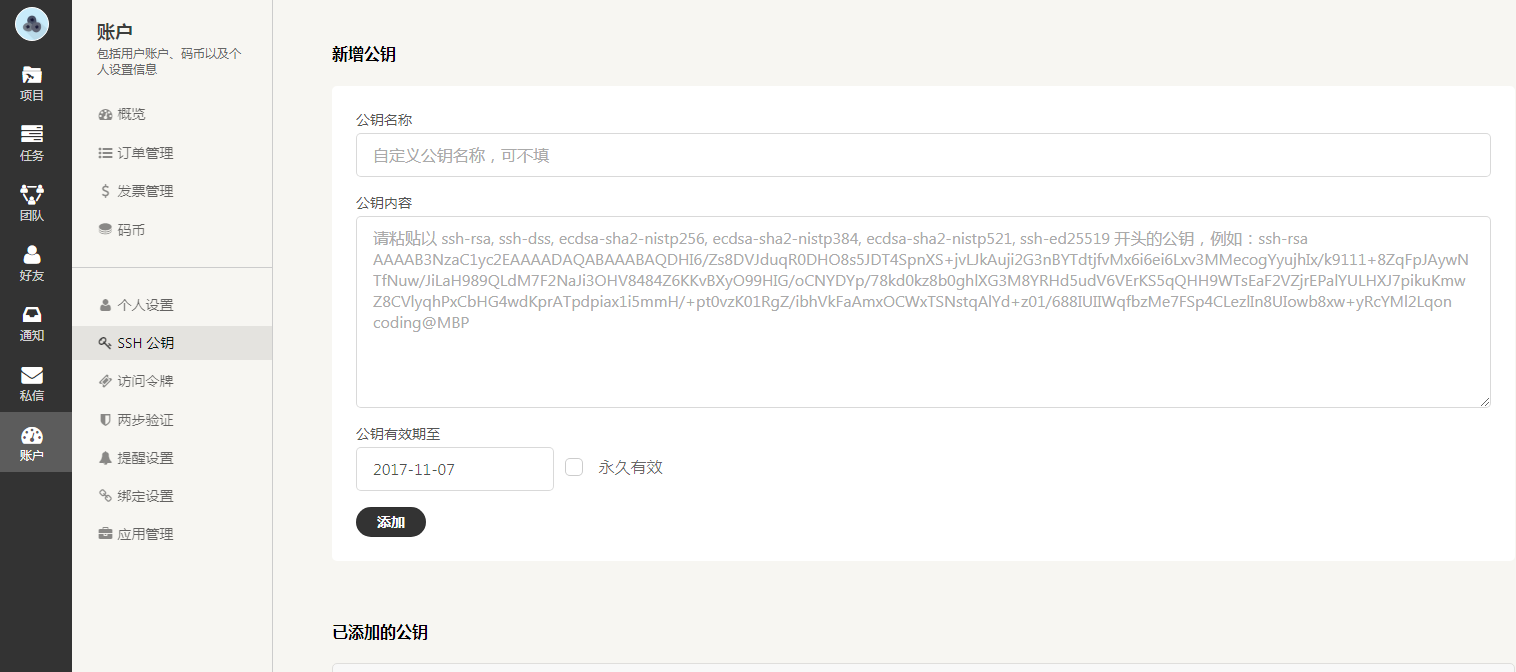 项目
任务
团队
好友
通知
私信
账户
账户
包括用户账户、码币以及个
人设置信息
概览
订单管理
发票管理
码币
个人设置
SSH 公钥
访问令牌
两步验证
提醒设置
绑定设置
应用管理
新增公钥
公钥名称
自定义公钥名称，可不填
公钥内容
请粘贴以 ssh-rsa, ssh-dss, ecdsa-sha2-nistp256, ecdsa-sha2-nistp384, ecdsa-sha2-nistp521, ssh-ed25519 开头的公钥，例如：ssh-rsa
AAAAB3NzaC1yc2EAAAADAQABAAABAQDHI6/Zs8DVJduqR0DHO8s5JDT4SpnXS+jvLJkAuji2G3nBYTdtjfvMx6i6ei6Lxv3MMecogYyujhIx/k9111+8ZqFpJAywN
TfNuw/JiLaH989QLdM7F2NaJi3OHV8484Z6KKvBXyO99HIG/oCNYDYp/78kd0kz8b0ghlXG3M8YRHd5udV6VErKS5qQHH9WTsEaF2VZjrEPalYULHXJ7pikuKmw
Z8CVlyqhPxCbHG4wdKprATpdpiax1i5mmH/+pt0vzK01RgZ/ibhVkFaAmxOCWxTSNstqAlYd+z01/688IUIIWqfbzMe7FSp4CLezlIn8UIowb8xw+yRcYMl2Lqon
coding@MBP
公钥有效期至
2017-11-07
永久有效
添加
已添加的公钥